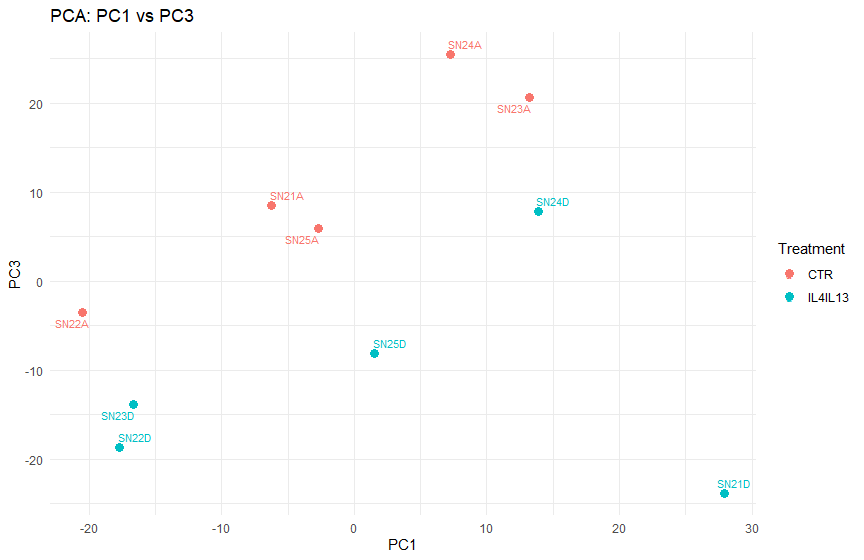 PCA: PC1 vs PC3
SN24A
SN23A
20
SN21A
SN24D
10
SN25A
Treatment
CTR
PC3
0
IL4IL13
SN22A
SN25D
-10
SN23D
SN22D
-20
SN21D
-20
-10
0
10
20
30
PC1